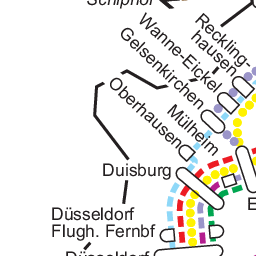 Schiphol
Reckling-
hausen
Wanne-Eickel
Gelsenkirchen
Oberhausen
Mülheim
Duisburg
Düsseldorf
Flugh. Fernbf
Düsseldorf
E